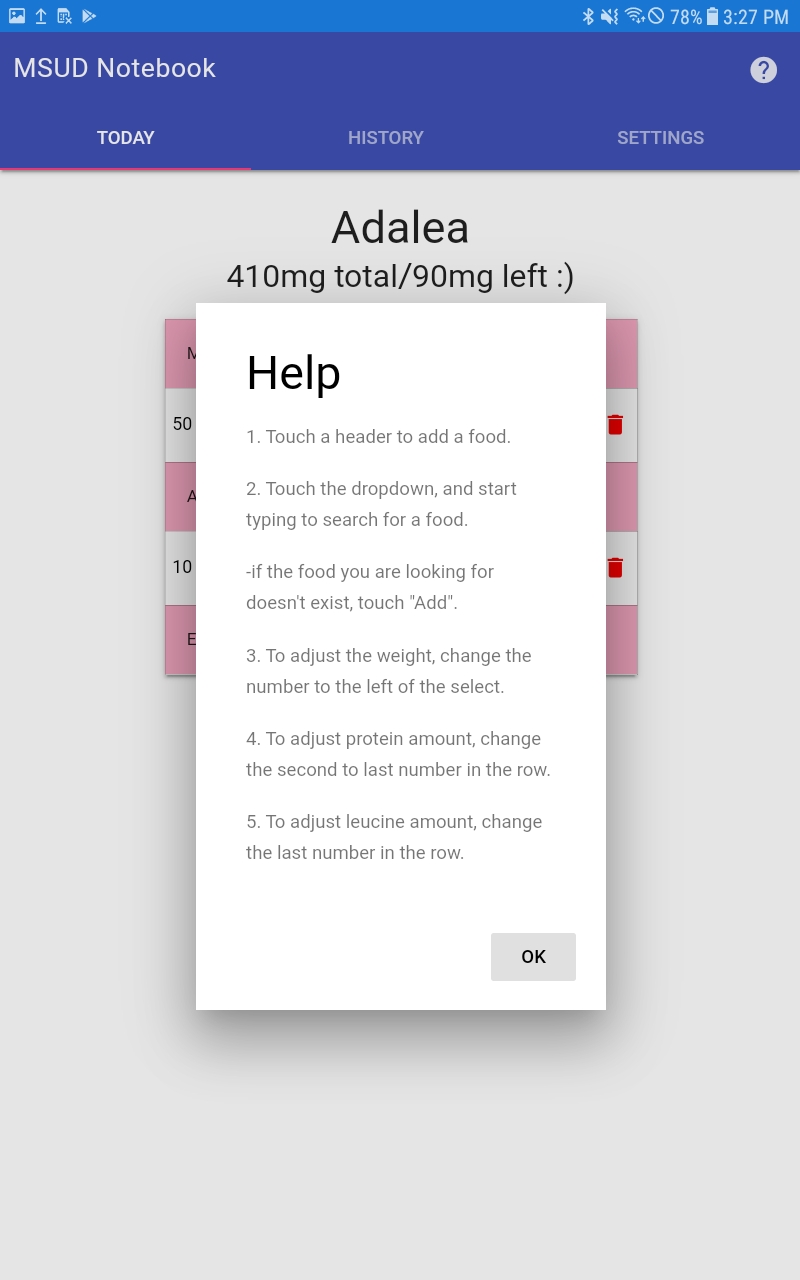 78% 3:27 PM
MSUD Notebook
TODAY HISTORY SETTINGS
Adalea
410mg total/90mg left :)
Help
1. Touch a header to add a food.
2. Touch the dropdown, and start
typing to search for a food.
-if the food you are looking for
doesn't exist, touch "Add".
3. To adjust the weight, change the
number to the left of the select.
4. To adjust protein amount, change
the second to last number in the row.
5. To adjust leucine amount, change
the last number in the row.
OK
50
A
10
E